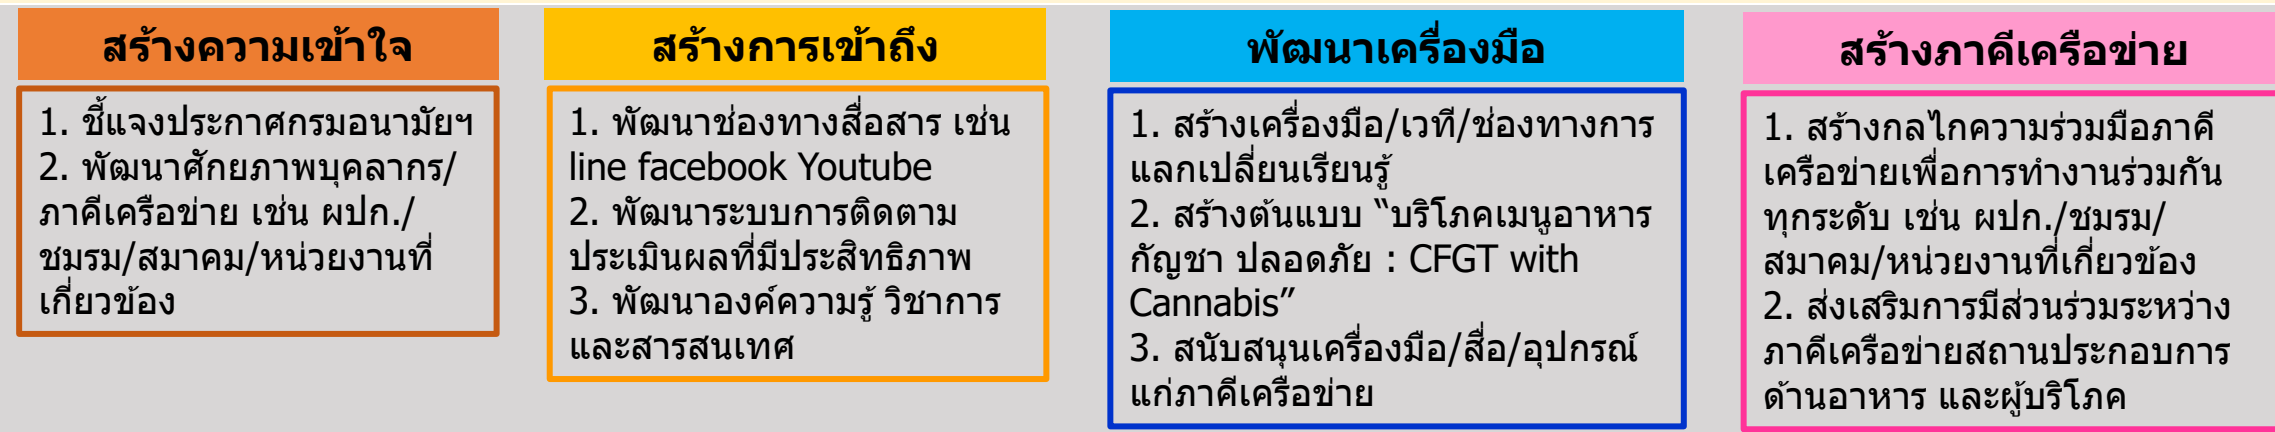 สร้างความเข้าใจ
1. ชี้แจงประกาศกรมอนามัยฯ
2. พัฒนาศักยภาพบุคลากร/
ภาคีเครือข่าย เช่น ผปก./
ชมรม/สมาคม/หน่วยงานที่
เกี่ยวข้อง
สร้างการเข้าถึง
1. พัฒนาช่องทางสื่อสาร เช่น
line facebook Youtube
2. พัฒนาระบบการติดตาม
ประเมินผลที่มีประสิทธิภาพ
3. พัฒนาองค์ความรู้ วิชาการ
และสารสนเทศ
พัฒนาเครื่องมือ
1. สร้างเครื่องมือ/เวที/ช่องทางการ
แลกเปลี่ยนเรียนรู้
2. สร้างต้นแบบ “บริโภคเมนูอาหาร
กัญชา ปลอดภัย : CFGT with
Cannabis”
3. สนับสนุนเครื่องมือ/สื่อ/อุปกรณ์
แก่ภาคีเครือข่าย
สร้างภาคีเครือข่าย
1. สร้างกลไกความร่วมมือภาคี
เครือข่ายเพื่อการทำงานร่วมกัน
ทุกระดับ เช่น ผปก./ชมรม/
สมาคม/หน่วยงานที่เกี่ยวข้อง
2. ส่งเสริมการมีส่วนร่วมระหว่าง
ภาคีเครือข่ายสถานประกอบการ
ด้านอาหาร และผู้บริโภค